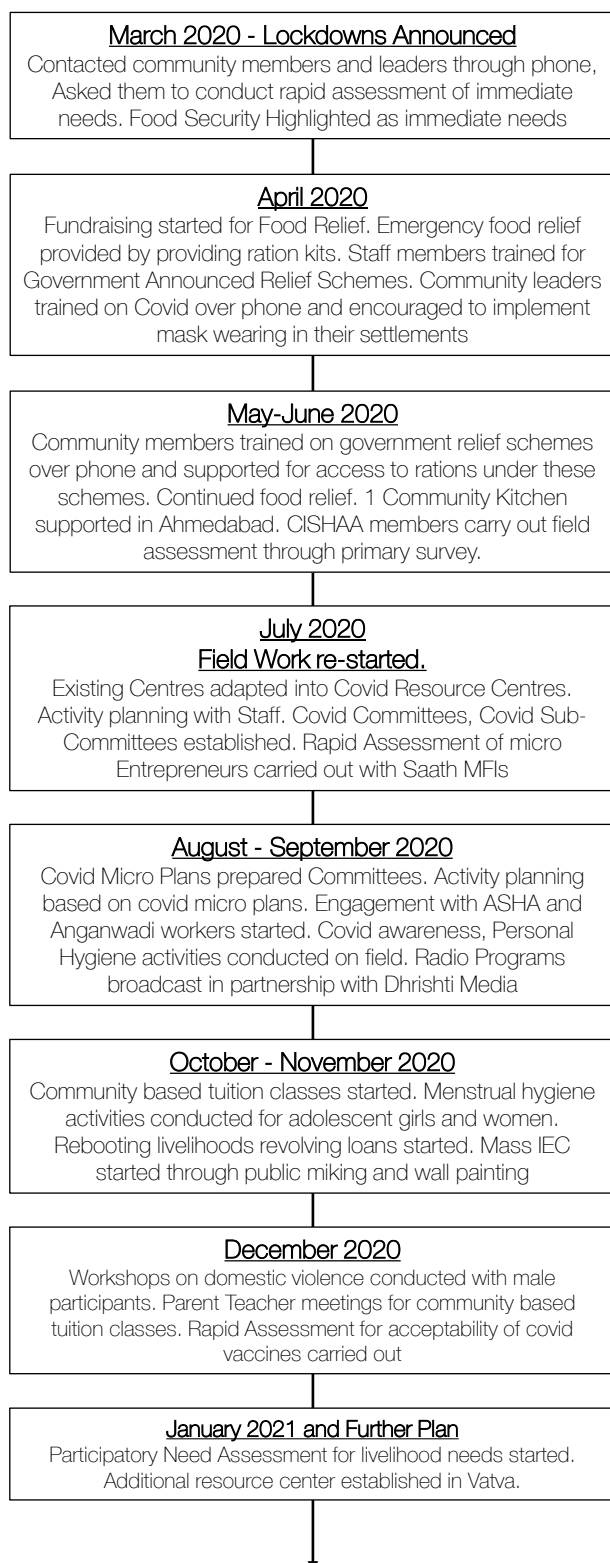 March 2020 - Lockdowns Announced
Contacted community members and leaders through phone,
Asked them to conduct rapid assessment of immediate
needs. Food Security Highlighted as immediate needs
April 2020
Fundraising started for Food Relief. Emergency food relief
provided by providing ration kits. Staff members trained for
Government Announced Relief Schemes. Community leaders
trained on Covid over phone and encouraged to implement
mask wearing in their settlements
May-June 2020
Community members trained on government relief schemes
over phone and supported for access to rations under these
schemes. Continued food relief. 1 Community Kitchen
supported in Ahmedabad. CISHAA members carry out field
assessment through primary survey.
July 2020
Field Work re-started.
Existing Centres adapted into Covid Resource Centres.
Activity planning with Staff. Covid Committees, Covid Sub-
Committees established. Rapid Assessment of micro
Entrepreneurs carried out with Saath MFIs
August - September 2020
Covid Micro Plans prepared Committees. Activity planning
based on covid micro plans. Engagement with ASHA and
Anganwadi workers started. Covid awareness, Personal
Hygiene activities conducted on field. Radio Programs
broadcast in partnership with Dhrishti Media
October - November 2020
Community based tuition classes started. Menstrual hygiene
activities conducted for adolescent girls and women.
Rebooting livelihoods revolving loans started. Mass IEC
started through public miking and wall painting
December 2020
Workshops on domestic violence conducted with male
participants. Parent Teacher meetings for community based
tuition classes. Rapid Assessment for acceptability of covid
vaccines carried out
January 2021 and Further Plan
Participatory Need Assessment for livelihood needs started.
Additional resource center established in Vatva.